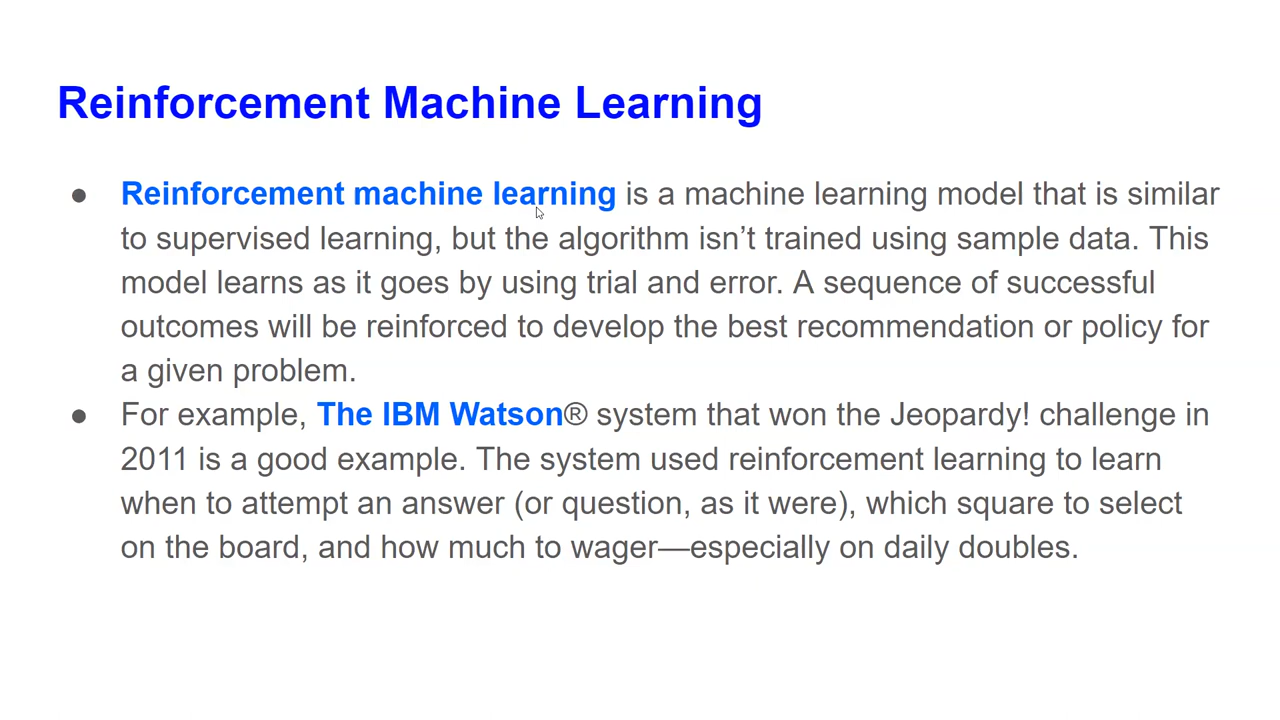 Reinforcement Machine Learning
● Reinforcement machine learning is a machine learning model that is similar
to supervised learning, but the algorithm isn’t trained using sample data. This
model learns as it goes by using trial and error. A sequence of successful
outcomes will be reinforced to develop the best recommendation or policy for
a given problem.
● For example, The IBM Watson® system that won the Jeopardy! challenge in
2011 is a good example. The system used reinforcement learning to learn
when to attempt an answer (or question, as it were), which square to select
on the board, and how much to wager—especially on daily doubles.